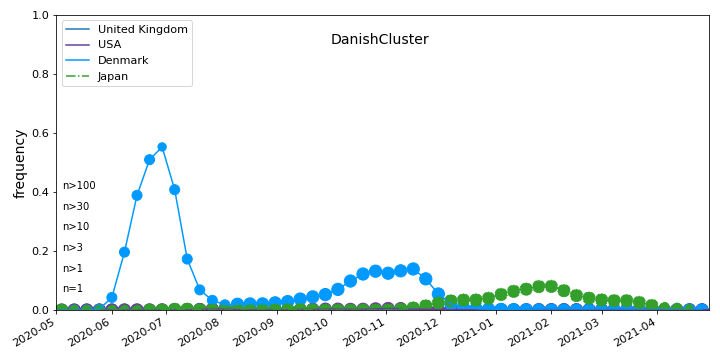 DanishCluster
United Kingdom
USA
Denmark
Japan
frequency
1.0
0.8
0.6
0.4
0.2
0.0
n>100
n>30
n>10
n>3
n>1
n=1
2020-05
2020-06
2020-07
2020-08
2020-09
2020-10
2020-11
2020-12
2021-01
2021-02
2021-03
2021-04